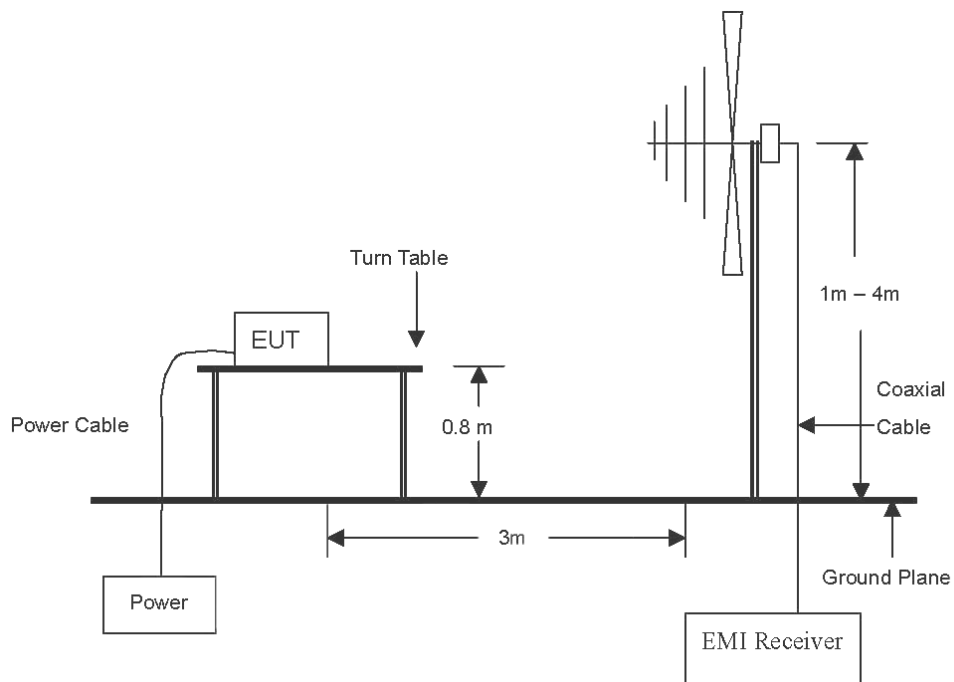 Turn Table
1m – 4m
EUT
Coaxial
Cable
Power Cable
0.8 m
3m
Ground Plane
Power
EMI Receiver